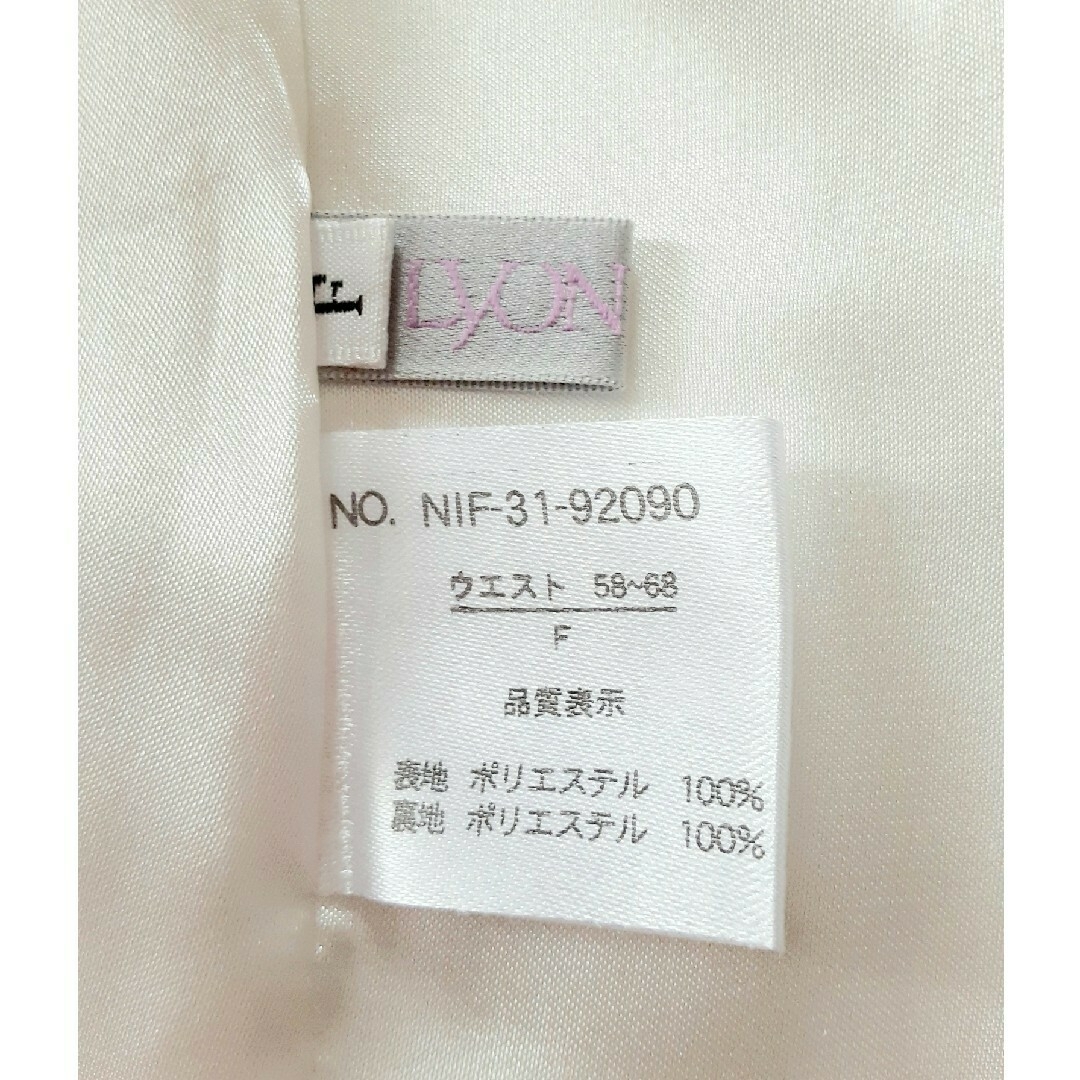 LYON
NO. NIF-31-92090
ウエスト 58~68
F
品質表示
表地 ポリエステル 100%
裏地 ポリエステル 100%